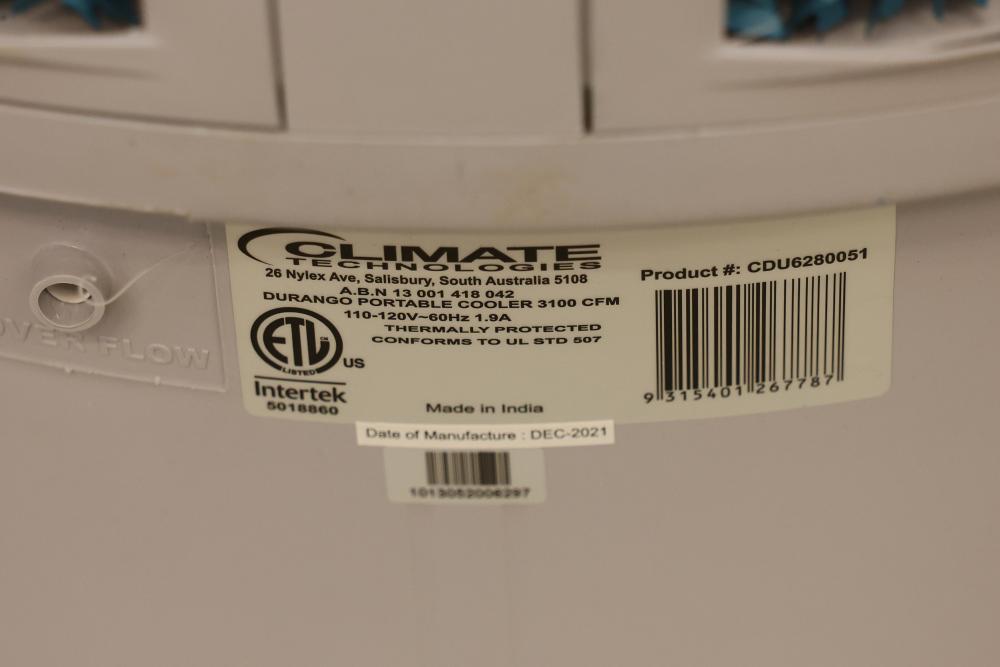 CLIMATE
TECHNOLOGIES
26 Nylex Ave, Salisbury, South Australia 5108
A.B.N 13 001 418 042
DURANGO PORTABLE COOLER 3100 CFM
110-120V~60Hz 1.9A
THERMALLY PROTECTED
CONFORMS TO UL STD 507
ETL
LISTED
US
Intertek
5018860
Made in India
Product #: CDU6280051
9 315401 267787
Date of Manufacture : DEC-2021
1013052006297
OVER FLOW